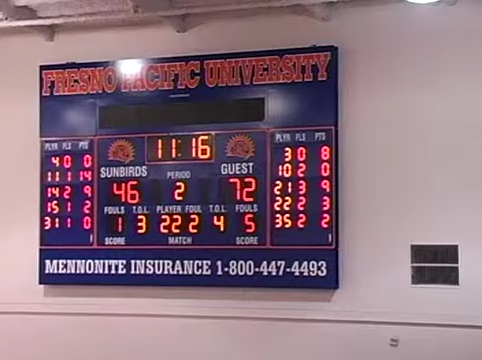 FRESNO PACIFIC UNIVERSITY
PLYR FLS PTS
4 0 0
11 1 14
14 2 9
15 1 2
31 1 0
11:16
SUNBIRDS PERIOD GUEST
46 2 72
FOULS T.O.L. PLAYER FOUL T.O.L. FOULS
1 3 22 2 4 5
SCORE MATCH SCORE
PLYR FLS PTS
3 0 8
10 2 0
21 3 9
22 2 3
35 2 2
MENNONITE INSURANCE 1-800-447-4493